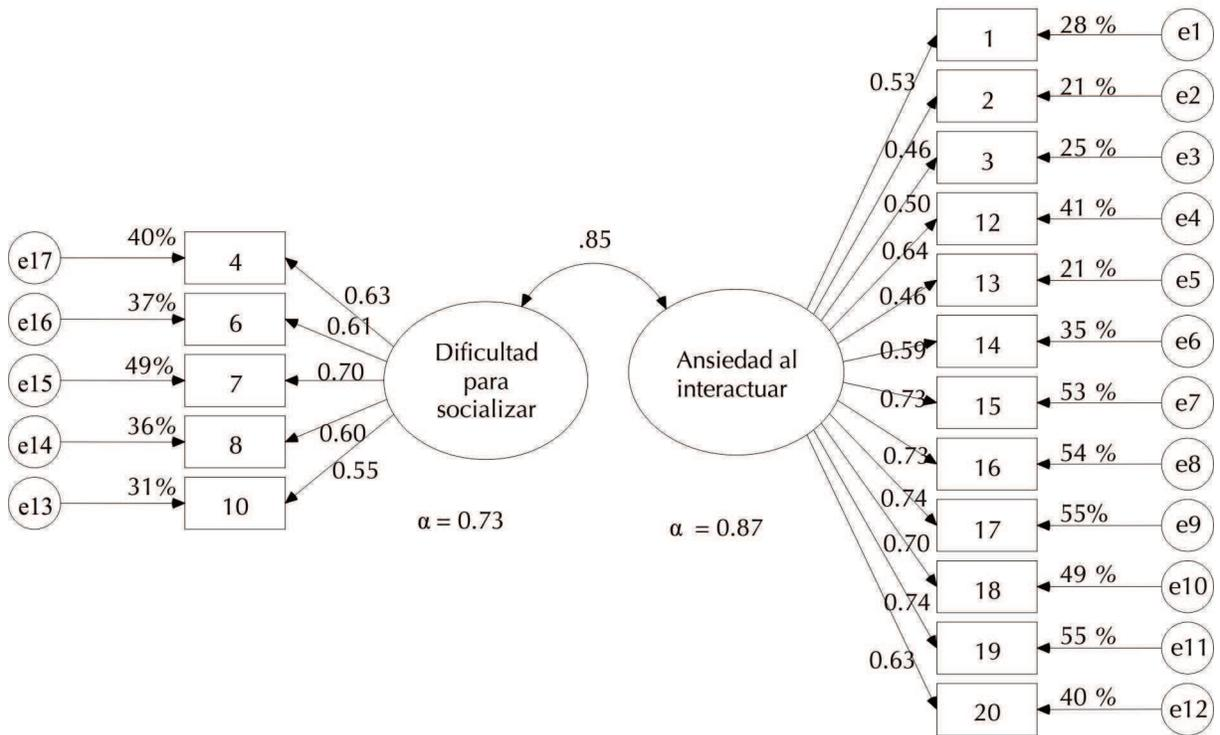 e17
40%
4
0.63
e16
37%
6
0.61
e15
49%
7
0.70
e14
36%
8
0.60
e13
31%
10
0.55
Dificultad
para
socializar
α = 0.73
.85
Ansiedad al
interactuar
α = 0.87
0.53
1
28 %
e1
0.46
2
21 %
e2
0.50
3
25 %
e3
0.64
12
41 %
e4
0.46
13
21 %
e5
0.59
14
35 %
e6
0.73
15
53 %
e7
0.73
16
54 %
e8
0.74
17
55%
e9
0.70
18
49 %
e10
0.74
19
55 %
e11
0.63
20
40 %
e12